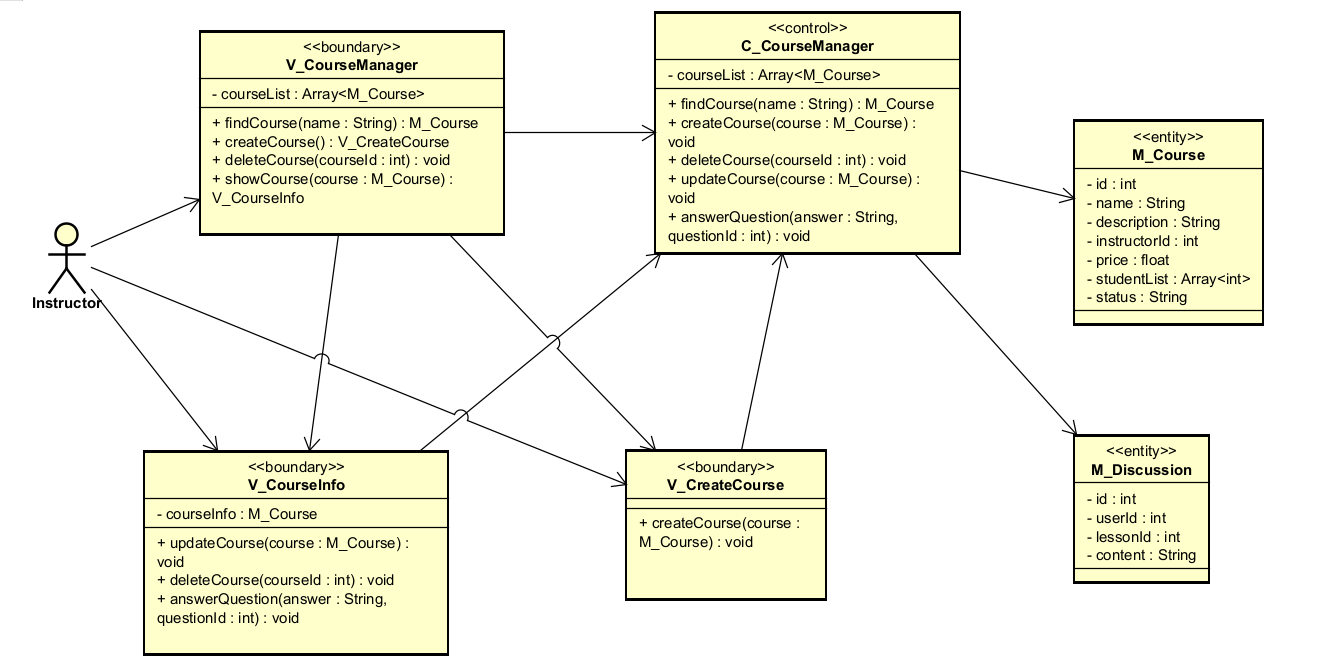 <<boundary>>
V_CourseManager
- courseList : Array<M_Course>
+ findCourse(name : String) : M_Course
+ createCourse() : V_CreateCourse
+ deleteCourse(courseId : int) : void
+ showCourse(course : M_Course) :
V_CourseInfo
<<control>>
C_CourseManager
- courseList : Array<M_Course>
+ findCourse(name : String) : M_Course
+ createCourse(course : M_Course) :
void
+ deleteCourse(courseId : int) : void
+ updateCourse(course : M_Course) :
void
+ answerQuestion(answer : String,
questionId : int) : void
<<entity>>
M_Course
- id : int
- name : String
- description : String
- instructorId : int
- price : float
- studentList : Array<int>
- status : String
Instructor
<<boundary>>
V_CourseInfo
- courseInfo : M_Course
+ updateCourse(course : M_Course) :
void
+ deleteCourse(courseId : int) : void
+ answerQuestion(answer : String,
questionId : int) : void
<<boundary>>
V_CreateCourse
+ createCourse(course :
M_Course) : void
<<entity>>
M_Discussion
- id : int
- userId : int
- lessonId : int
- content : String